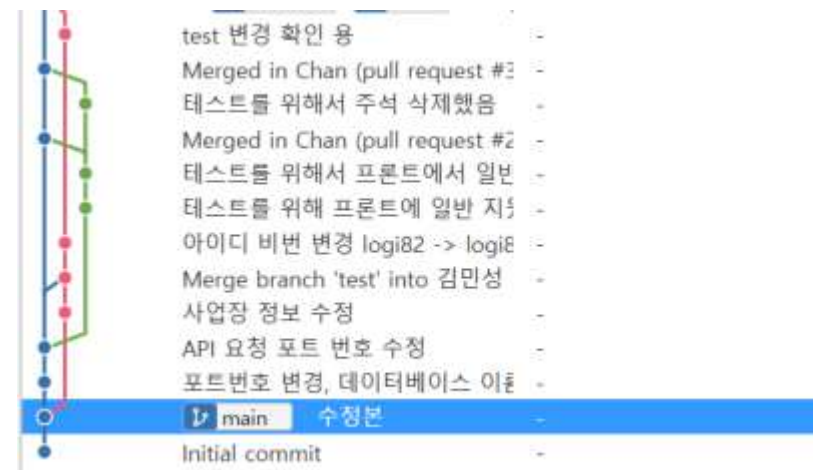 test 변경 확인 용
Merged in Chan (pull request #3
테스트를 위해서 주석 삭제했음
Merged in Chan (pull request #2
테스트를 위해서 프론트에서 일반
테스트를 위해 프론트에 일반
아이디 비번 변경 logi82 -> logi8
Merge branch 'test' into 김민성
사업장 정보 수정
API 요청 포트 번호 수정
포트번호 변경, 데이터베이스
main 수정본
Initial commit